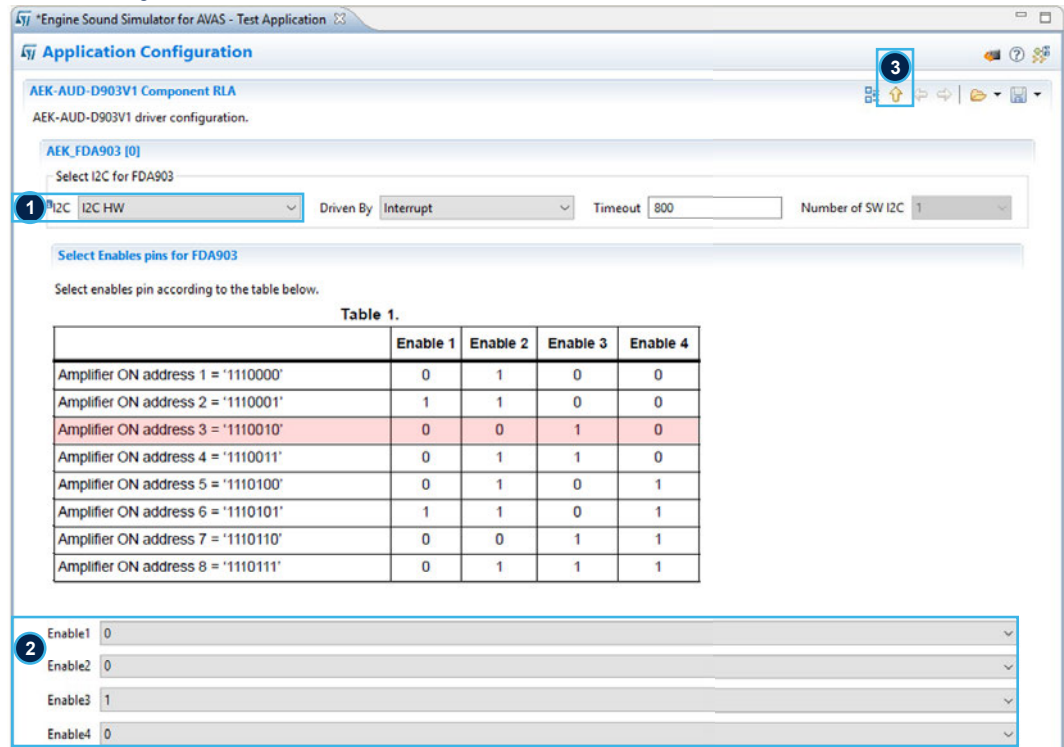 *Engine Sound Simulator for AVAS - Test Application
Application Configuration
3
AEK-AUD-D903V1 Component RLA
AEK-AUD-D903V1 driver configuration.
AEK_FDA903 [0]
Select I2C for FDA903
1 I2C I2C HW Driven By Interrupt Timeout 800 Number of SW I2C 1
Select Enables pins for FDA903
Select enables pin according to the table below.
Table 1.
Enable 1 Enable 2 Enable 3 Enable 4
Amplifier ON address 1 = '1110000' 0 1 0 0
Amplifier ON address 2 = '1110001' 1 1 0 0
Amplifier ON address 3 = '1110010' 0 0 1 0
Amplifier ON address 4 = '1110011' 0 1 1 0
Amplifier ON address 5 = '1110100' 0 1 0 1
Amplifier ON address 6 = '1110101' 1 1 0 1
Amplifier ON address 7 = '1110110' 0 0 1 1
Amplifier ON address 8 = '1110111' 0 1 1 1
Enable1 0
2
Enable2 0
Enable3 1
Enable4 0